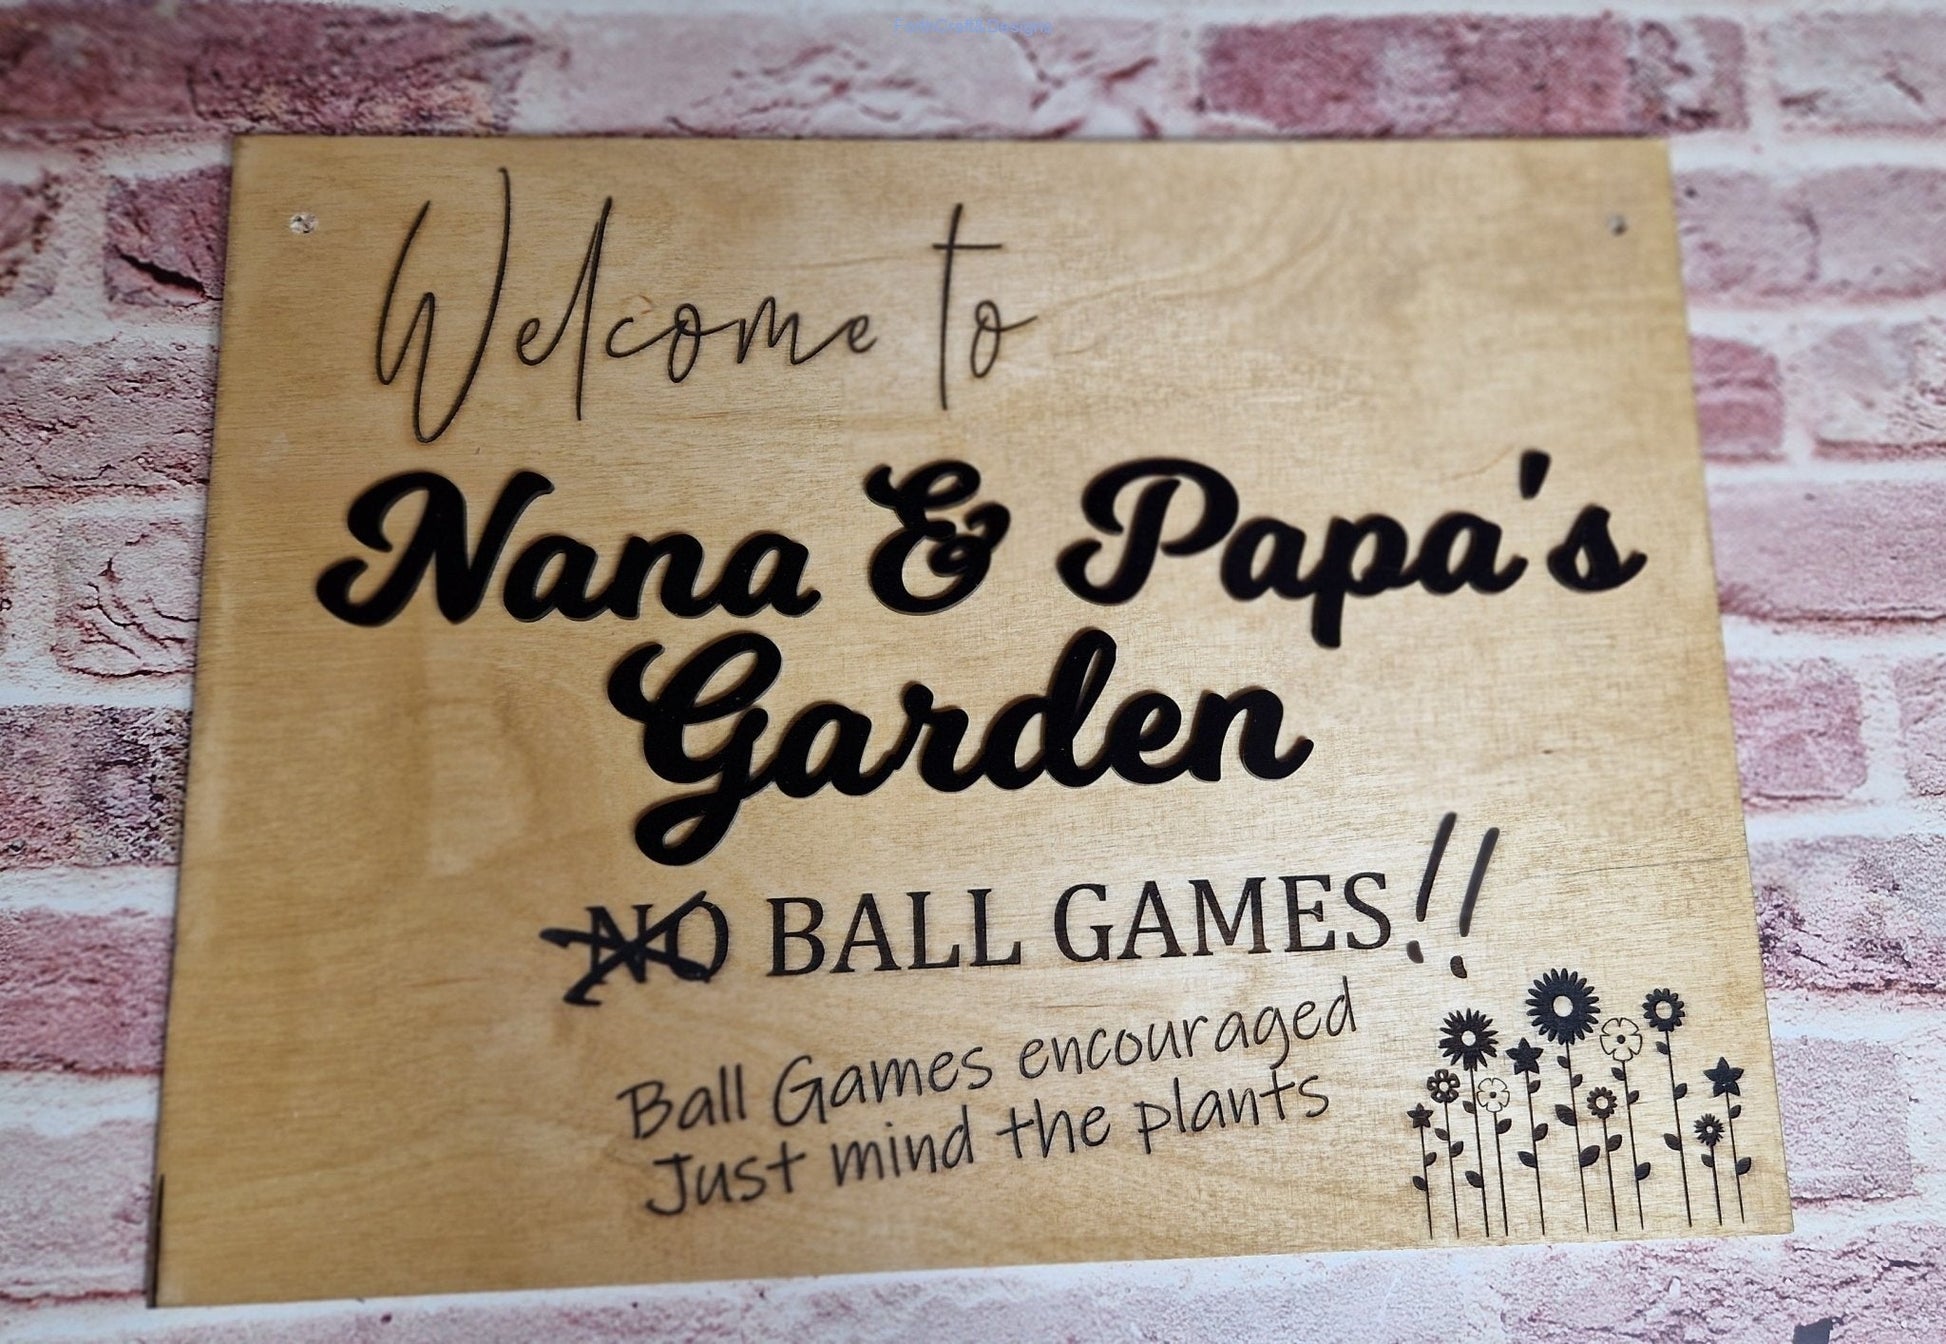 Welcome to
Nana & Papa's
Garden
NO BALL GAMES!!
Ball Games encouraged
Just mind the plants